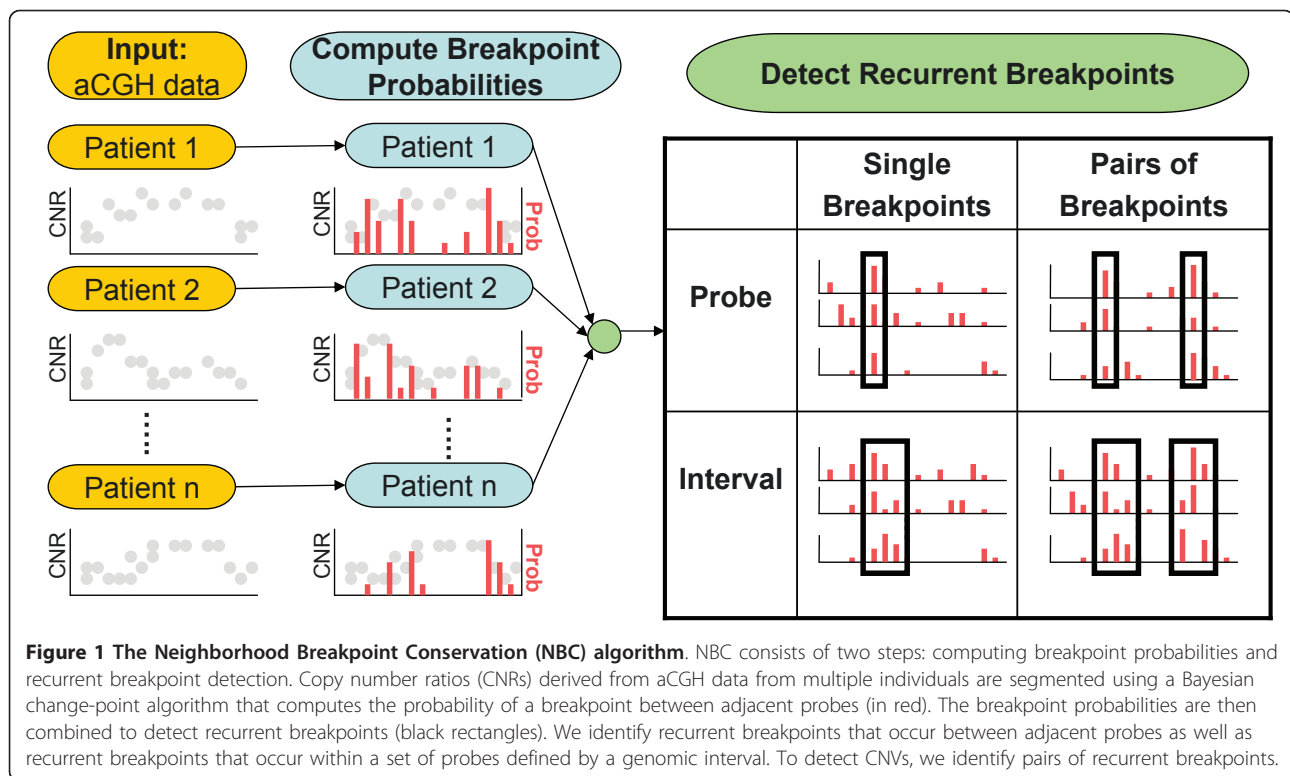 Input:
aCGH data
Compute Breakpoint
Probabilities
Detect Recurrent Breakpoints
Patient 1
Patient 1
CNR
CNR
Prob
Patient 2
Patient 2
CNR
CNR
Prob
Patient n
Patient n
CNR
CNR
Prob
Single
Breakpoints
Pairs of
Breakpoints
Probe
Interval
Figure 1 The Neighborhood Breakpoint Conservation (NBC) algorithm. NBC consists of two steps: computing breakpoint probabilities and
recurrent breakpoint detection. Copy number ratios (CNRs) derived from aCGH data from multiple individuals are segmented using a Bayesian
change-point algorithm that computes the probability of a breakpoint between adjacent probes (in red). The breakpoint probabilities are then
combined to detect recurrent breakpoints (black rectangles). We identify recurrent breakpoints that occur between adjacent probes as well as
recurrent breakpoints that occur within a set of probes defined by a genomic interval. To detect CNVs, we identify pairs of recurrent breakpoints.